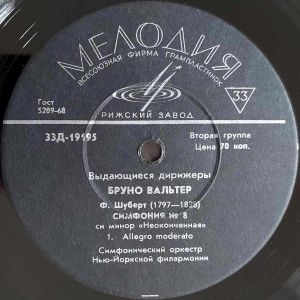 МЕЛОДИЯ
ВСЕСОЮЗНАЯ ФИРМА ГРАМПЛАСТИНОК
33
Гост
5289-68
РИЖСКИЙ ЗАВОД
33Д-19195
Вторая группа
Цена 70 коп.
Выдающиеся дирижеры
БРУНО ВАЛЬТЕР
Ф. Шуберт (1797—1828)
СИМФОНИЯ № 8
си минор «Неоконченная»
1. Allegro moderato
Симфонический оркестр
Нью-Йоркской филармонии